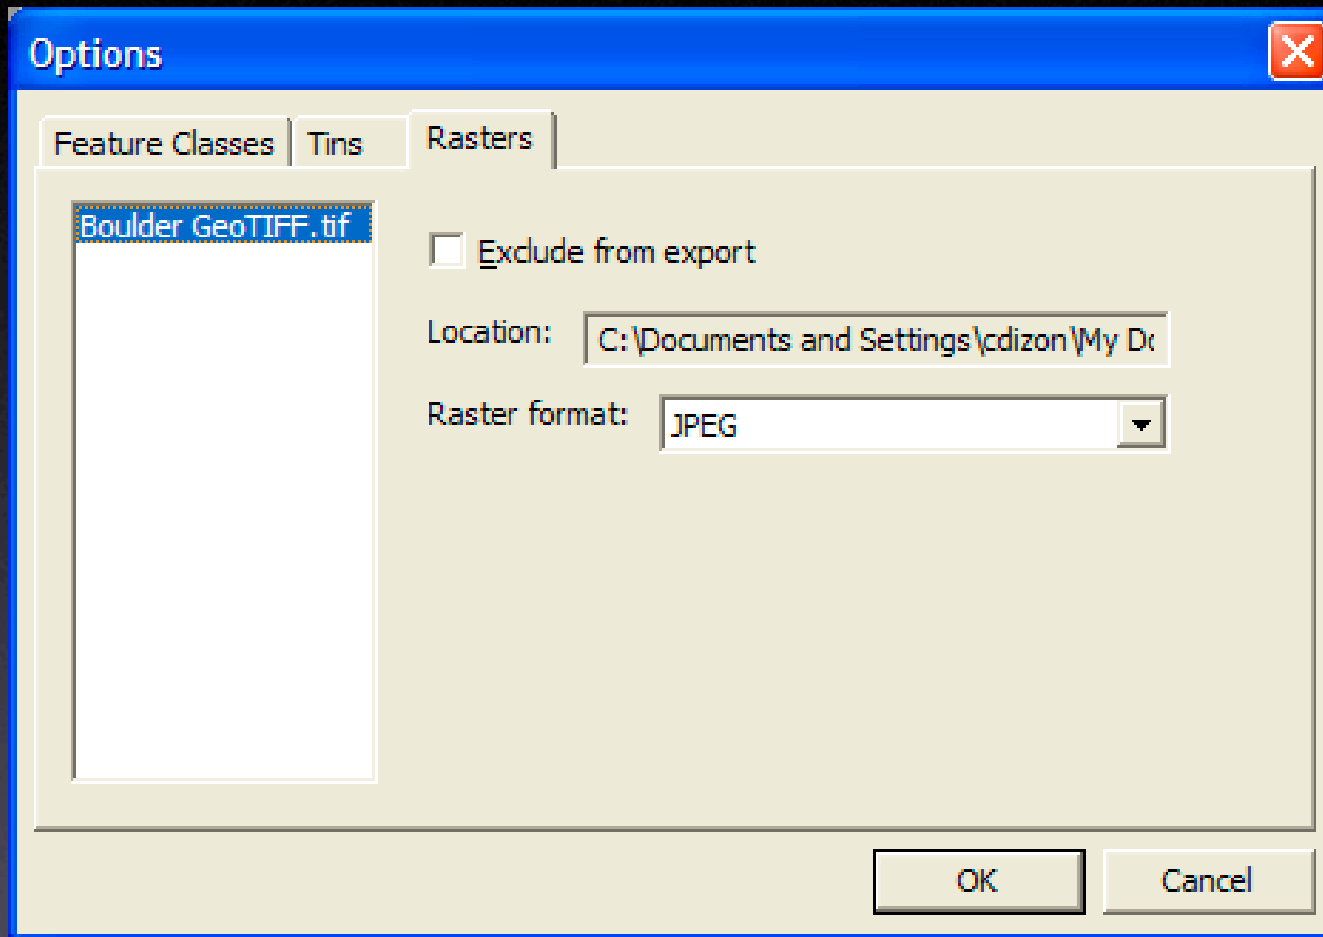 Options
Feature Classes Tins Rasters
Boulder GeoTIFF.tif
Exclude from export
Location: C:\Documents and Settings\cdizon\My Do
Raster format: JPEG
OK Cancel